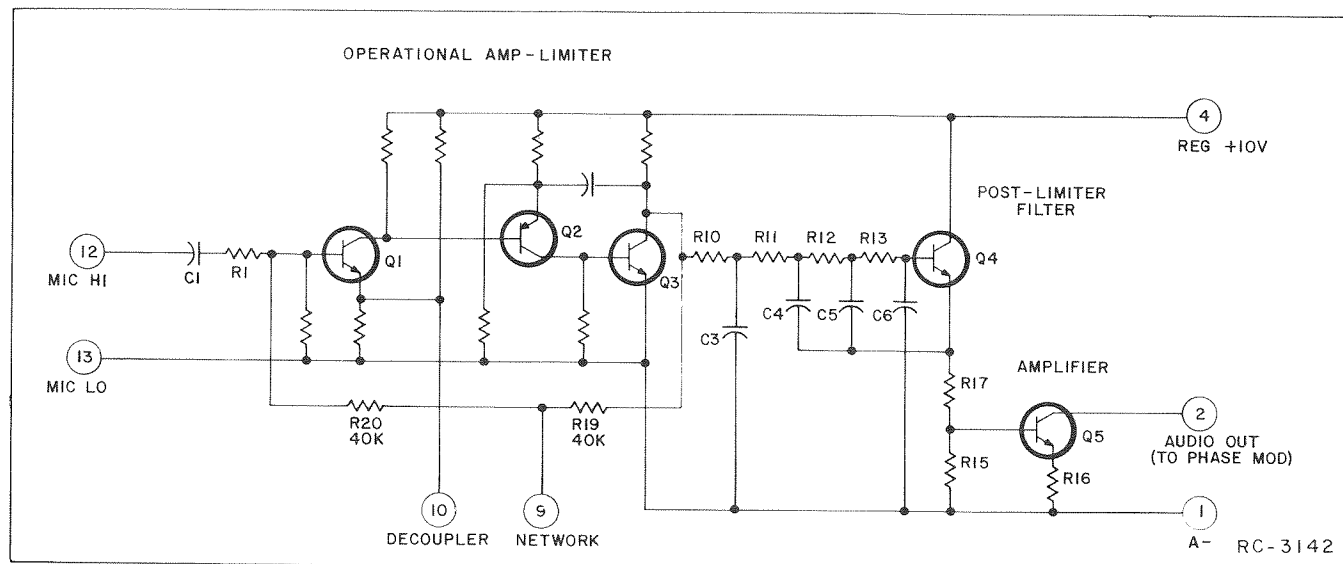 OPERATIONAL AMP-LIMITER
4
REG +10V
POST-LIMITER
FILTER
12
MIC HI
C1
R1
Q1
Q2
Q3
R10
R11
R12
R13
Q4
C3
C4
C5
C6
13
MIC LO
R17
AMPLIFIER
R20
40K
R19
40K
Q5
2
AUDIO OUT
(TO PHASE MOD)
R15
R16
10
DECOUPLER
9
NETWORK
1
A-
RC-3142